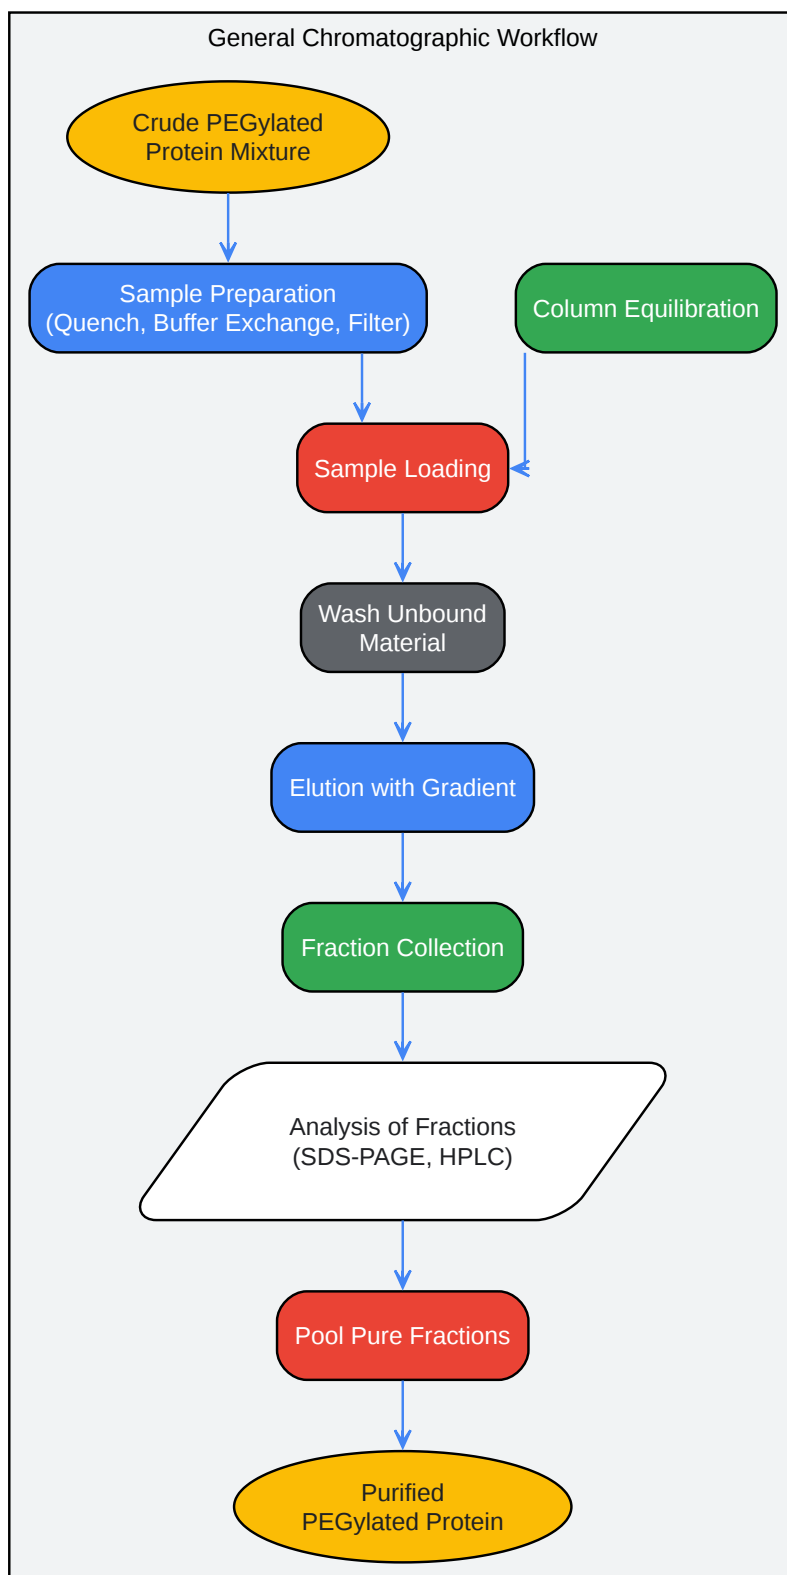 General Chromatographic Workflow
Crude PEGylated
Protein Mixture
Sample Preparation
(Quench, Buffer Exchange, Filter)
Column Equilibration
Sample Loading
Wash Unbound
Material
Elution with Gradient
Fraction Collection
Analysis of Fractions
(SDS-PAGE, HPLC)
Pool Pure Fractions
Purified
PEGylated Protein